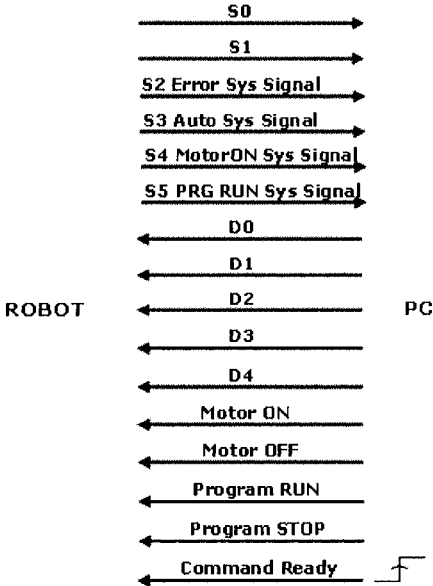 S0
S1
S2 Error Sys Signal
S3 Auto Sys Signal
S4 MotorON Sys Signal
S5 PRG RUN Sys Signal
D0
D1
D2
ROBOT
PC
D3
D4
Motor ON
Motor OFF
Program RUN
Program STOP
Command Ready